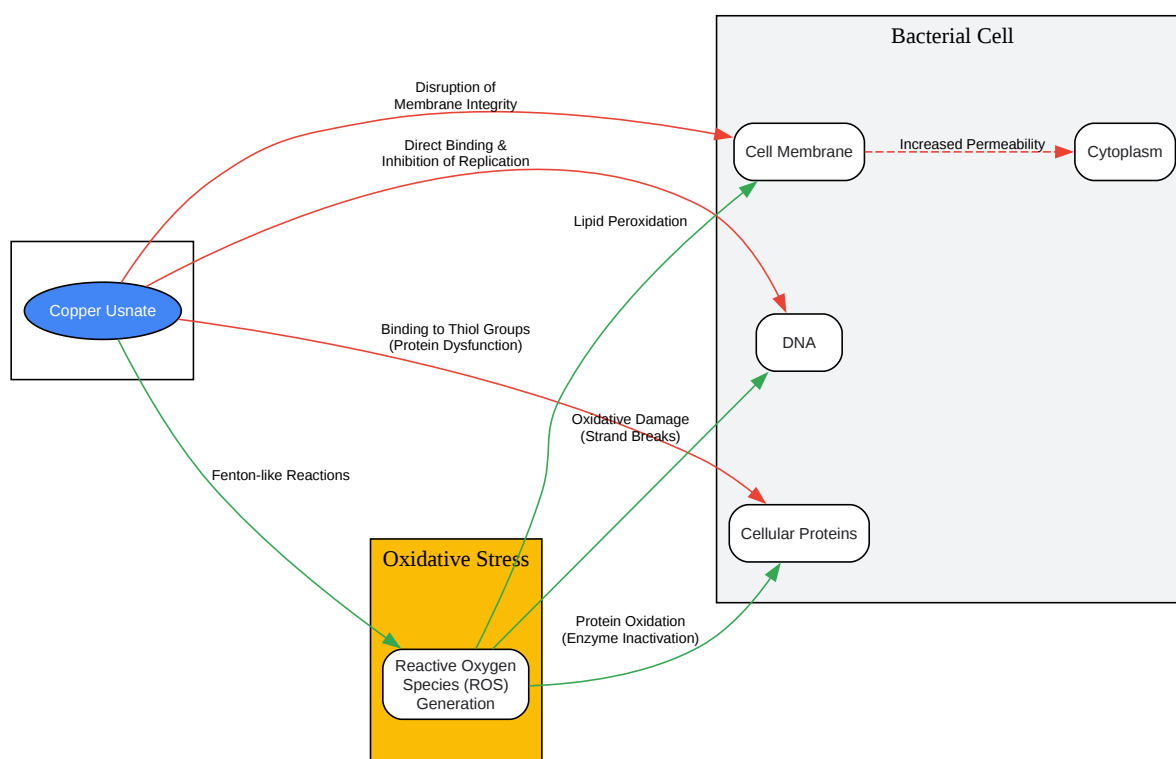 Bacterial Cell
Disruption of
Membrane Integrity
Direct Binding &
Inhibition of Replication
Cell Membrane
Increased Permeability
Cytoplasm
Lipid Peroxidation
Copper Usnate
Binding to Thiol Groups
(Protein Dysfunction)
DNA
Oxidative Damage
(Strand Breaks)
Fenton-like Reactions
Cellular Proteins
Oxidative Stress
Protein Oxidation
(Enzyme Inactivation)
Reactive Oxygen
Species (ROS)
Generation